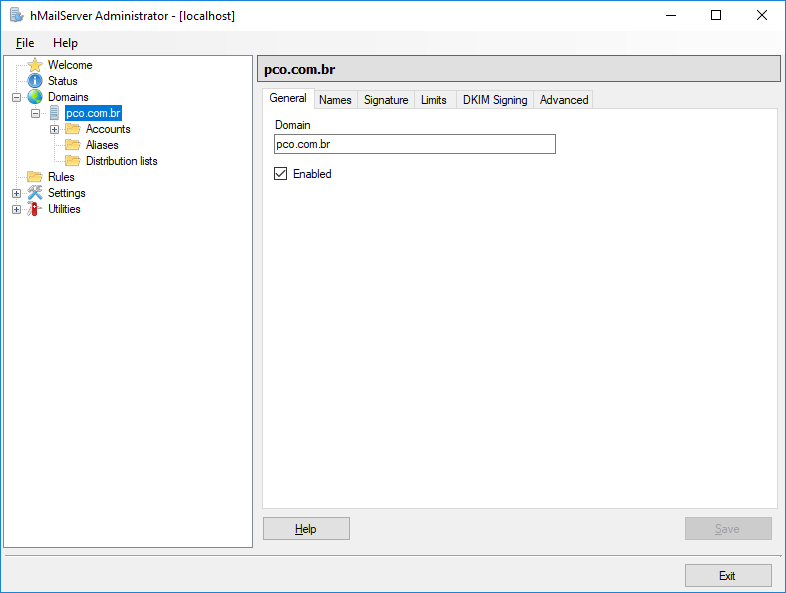 hMailServer Administrator - [localhost]
File Help
Welcome
Status
Domains
pco.com.br
Accounts
Aliases
Distribution lists
Rules
Settings
Utilities
pco.com.br
General Names Signature Limits DKIM Signing Advanced
Domain
pco.com.br
Enabled
Help Save
Exit